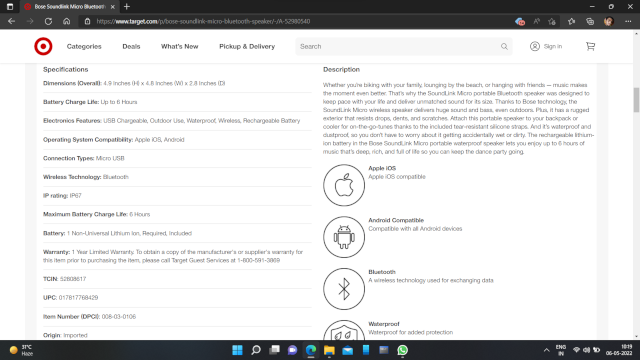 Bose Soundlink Micro Bluetooth
https://www.target.com/p/bose-soundlink-micro-bluetooth-speaker/-/A-52980540
Categories Deals What's New Pickup & Delivery Search Sign in
Specifications
Dimensions (Overall): 4.9 Inches (H) x 4.8 Inches (W) x 2.8 Inches (D)
Battery Charge Life: Up to 6 Hours
Electronics Features: USB Chargeable, Outdoor Use, Waterproof, Wireless, Rechargeable Battery
Operating System Compatibility: Apple iOS, Android
Connection Types: Micro USB
Wireless Technology: Bluetooth
IP rating: IP67
Maximum Battery Charge Life: 6 Hours
Battery: 1 Non-Universal Lithium Ion, Required, Included
Warranty: 1 Year Limited Warranty. To obtain a copy of the manufacturer's or supplier's warranty for
this item prior to purchasing the item, please call Target Guest Services at 1-800-591-3869
TCIN: 52808617
UPC: 017817768429
Item Number (DPCI): 008-03-0106
Origin: Imported
Description
Whether you're biking with your family, lounging by the beach, or hanging with friends — music makes
the moment even better. That's why the SoundLink Micro portable Bluetooth speaker was designed to
keep pace with your life and deliver unmatched sound for its size. Thanks to Bose technology, the
SoundLink Micro wireless speaker delivers huge sound and bass, even outdoors. Plus, it has a rugged
exterior that resists drops, dents, and scratches. Attach this portable speaker to your backpack or
cooler for on-the-go-tunes thanks to the included tear-resistant silicone straps. And it's waterproof and
dustproof, so you don't have to worry about it getting accidentally wet or dirty. The rechargeable lithium-
ion battery in the Bose SoundLink Micro portable waterproof speaker lets you enjoy up to 6 hours of
music that's deep, rich, and full of life so you can keep the dance party going.
Apple iOS
Apple iOS compatible
Android Compatible
Compatible with all Android devices
Bluetooth
A wireless technology used for exchanging data
Waterproof
Waterproof for added protection
31°C
Haze
ENG
IN
10:19
06-05-2022